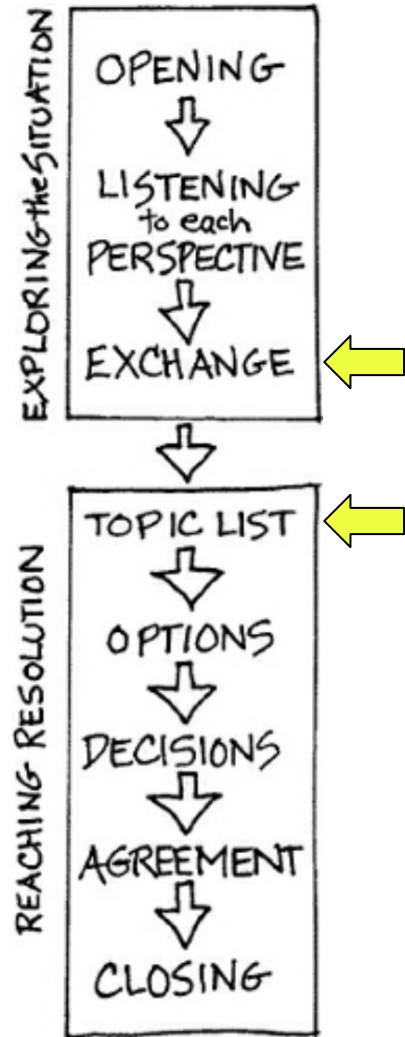 EXPLORING the SITUATION
OPENING
LISTENING
to each
PERSPECTIVE
EXCHANGE
REACHING RESOLUTION
TOPIC LIST
OPTIONS
DECISIONS
AGREEMENT
CLOSING